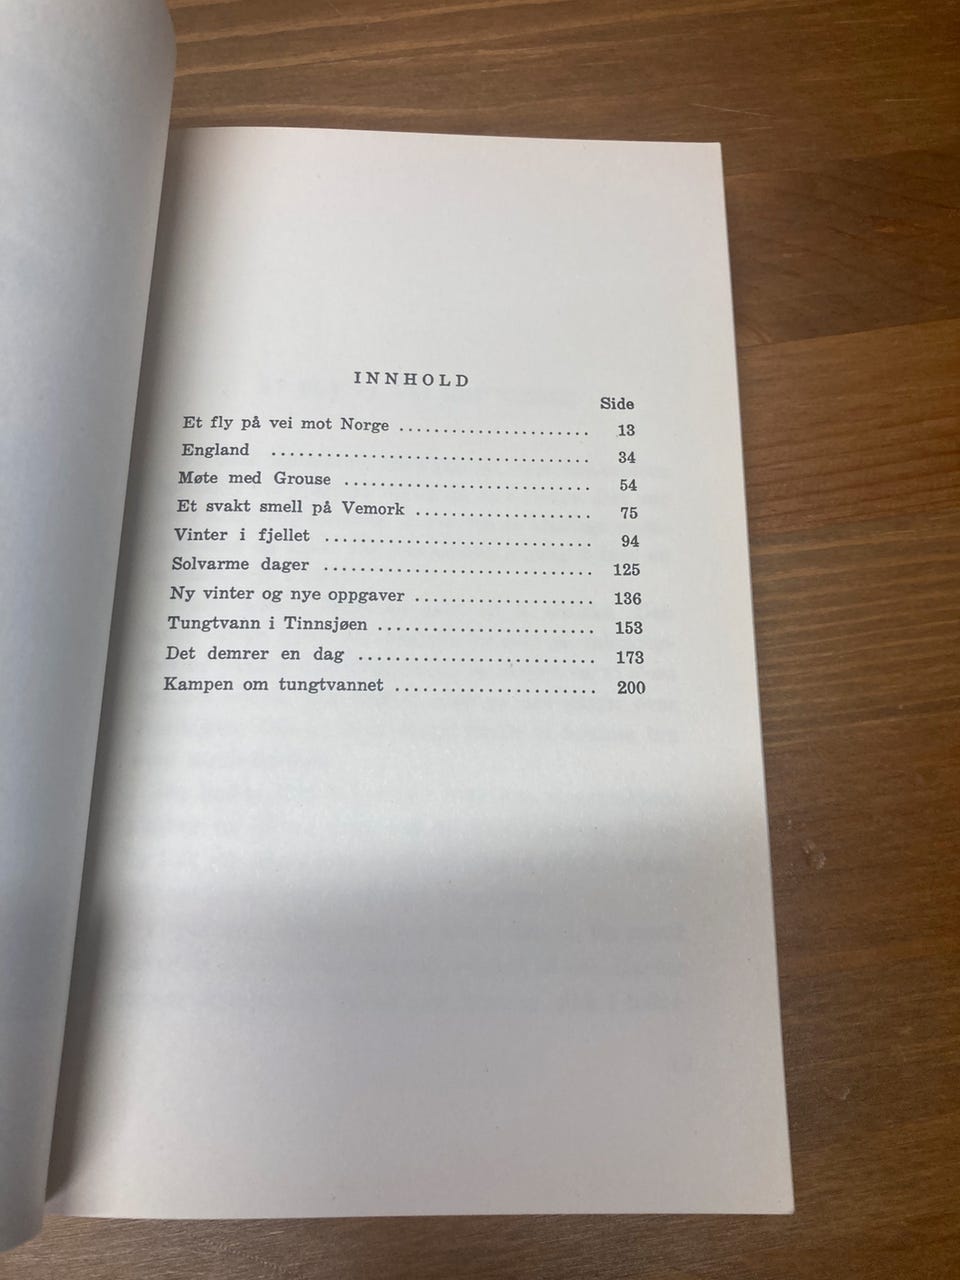 INNHOLD
Side
Et fly på vei mot Norge ..................... 13
England ................................... 34
Møte med Grouse ........................... 54
Et svakt smell på Vemork ................... 75
Vinter i fjellet ............................. 94
Solvarme dager .............................. 125
Ny vinter og nye oppgaver .................... 136
Tungtvann i Tinnsjøen ........................ 153
Det demrer en dag .......................... 173
Kampen om tungtvannet ...................... 200